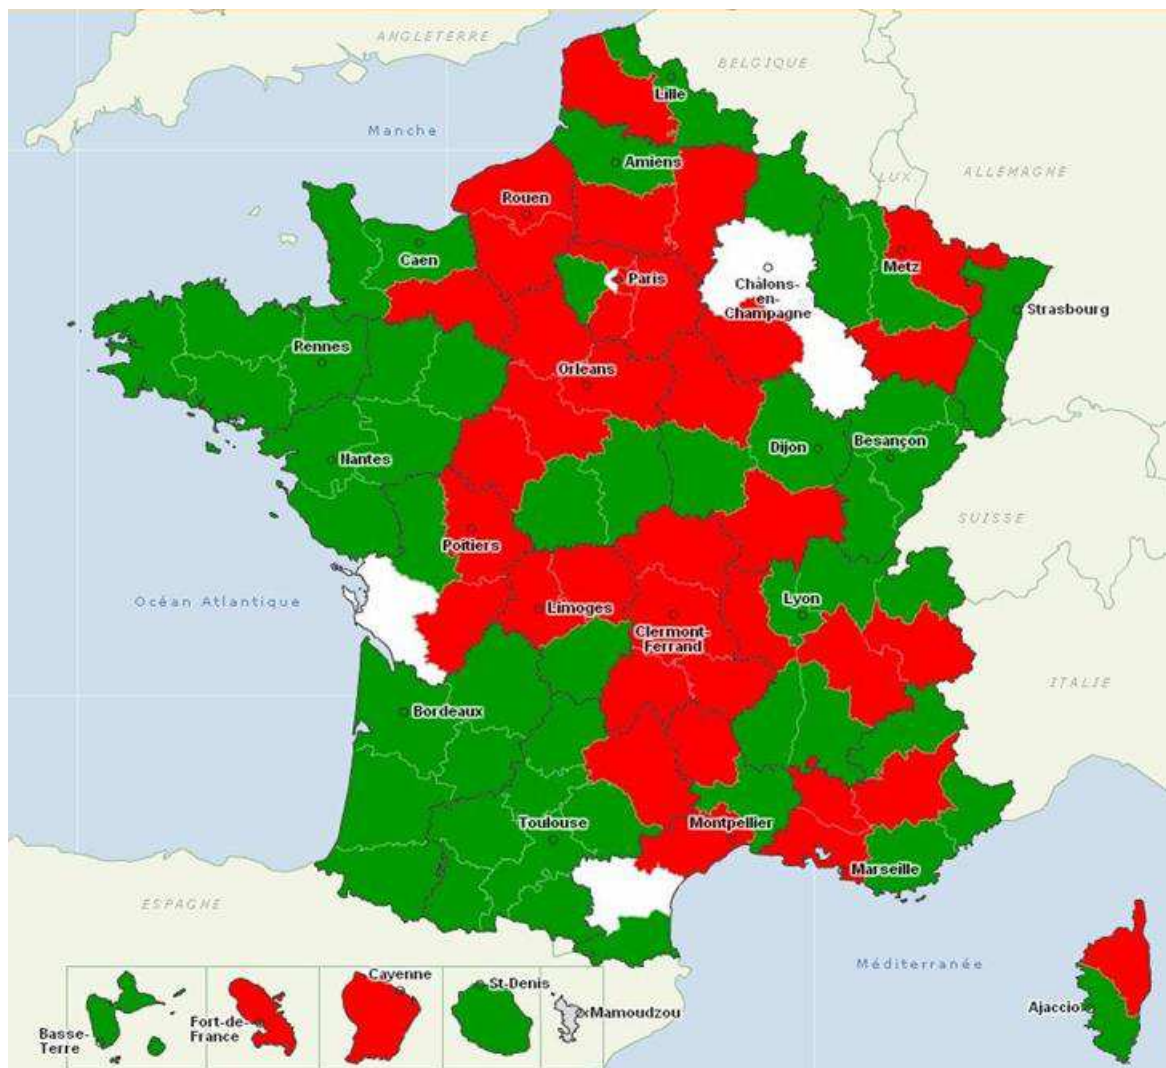 ANGLETERRE
BELGIQUE
Manche
Lille
Amiens
LUX
ALLEMAGNE
Rouen
Caen
Paris
Metz
Châlons-
en-
Champagne
Strasbourg
Rennes
Orleans
Nantes
Dijon
Besançon
Poitiers
SUISSE
Océan Atlantique
Limoges
Lyon
Clermont-
Ferrand
ITALIE
Bordeaux
Toulouse
Montpellier
Marseille
ESPAGNE
Méditerranée
Ajaccio
Basse-
Terre
Fort-de-
France
Cayenne
St-Denis
Mamoudzou